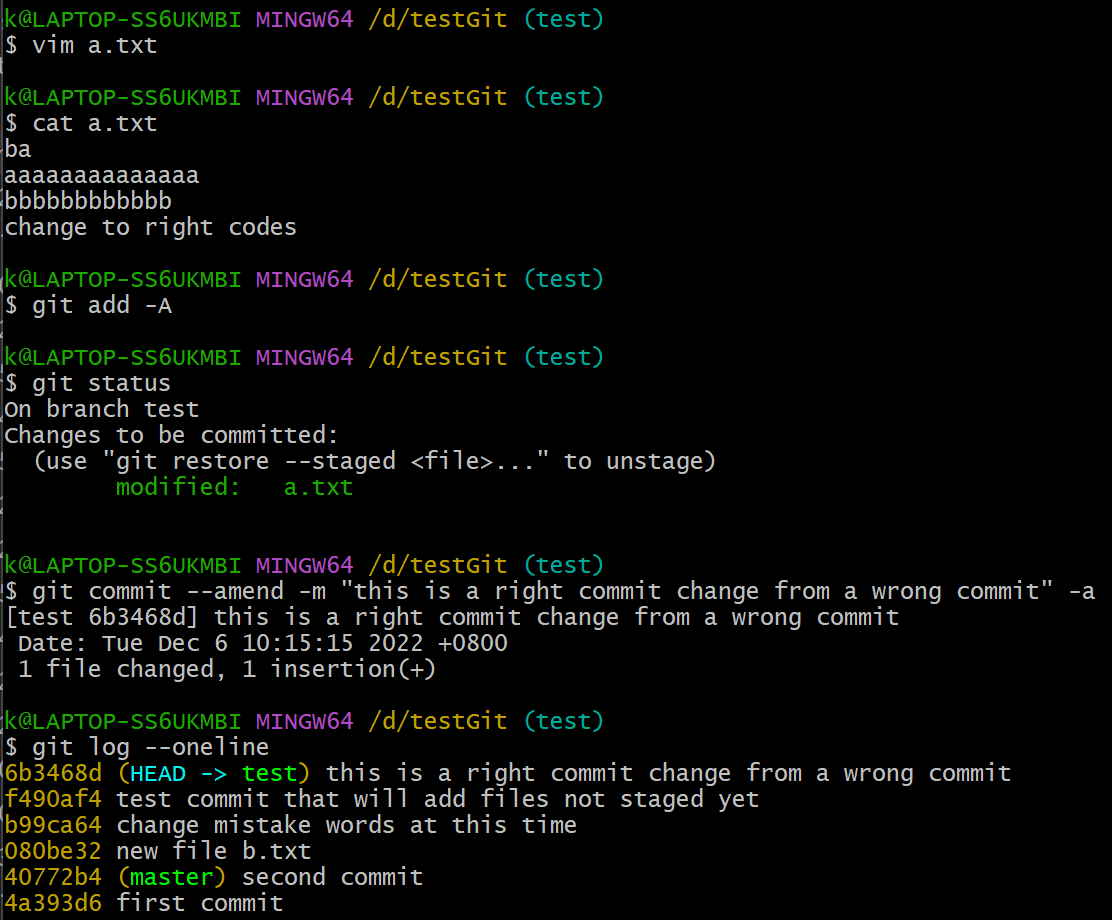 k@LAPTOP-SS6UKMBI MINGW64 /d/testGit (test)
$ vim a.txt
k@LAPTOP-SS6UKMBI MINGW64 /d/testGit (test)
$ cat a.txt
ba
aaaaaaaaaaaaaa
bbbbbbbbbbbb
change to right codes
k@LAPTOP-SS6UKMBI MINGW64 /d/testGit (test)
$ git add -A
k@LAPTOP-SS6UKMBI MINGW64 /d/testGit (test)
$ git status
On branch test
Changes to be committed:
  (use "git restore --staged <file>..." to unstage)
        modified:   a.txt
k@LAPTOP-SS6UKMBI MINGW64 /d/testGit (test)
$ git commit --amend -m "this is a right commit change from a wrong commit" -a
[test 6b3468d] this is a right commit change from a wrong commit
 Date: Tue Dec 6 10:15:15 2022 +0800
 1 file changed, 1 insertion(+)
k@LAPTOP-SS6UKMBI MINGW64 /d/testGit (test)
$ git log --oneline
6b3468d (HEAD -> test) this is a right commit change from a wrong commit
f490af4 test commit that will add files not staged yet
b99ca64 change mistake words at this time
080be32 new file b.txt
40772b4 (master) second commit
4a393d6 first commit